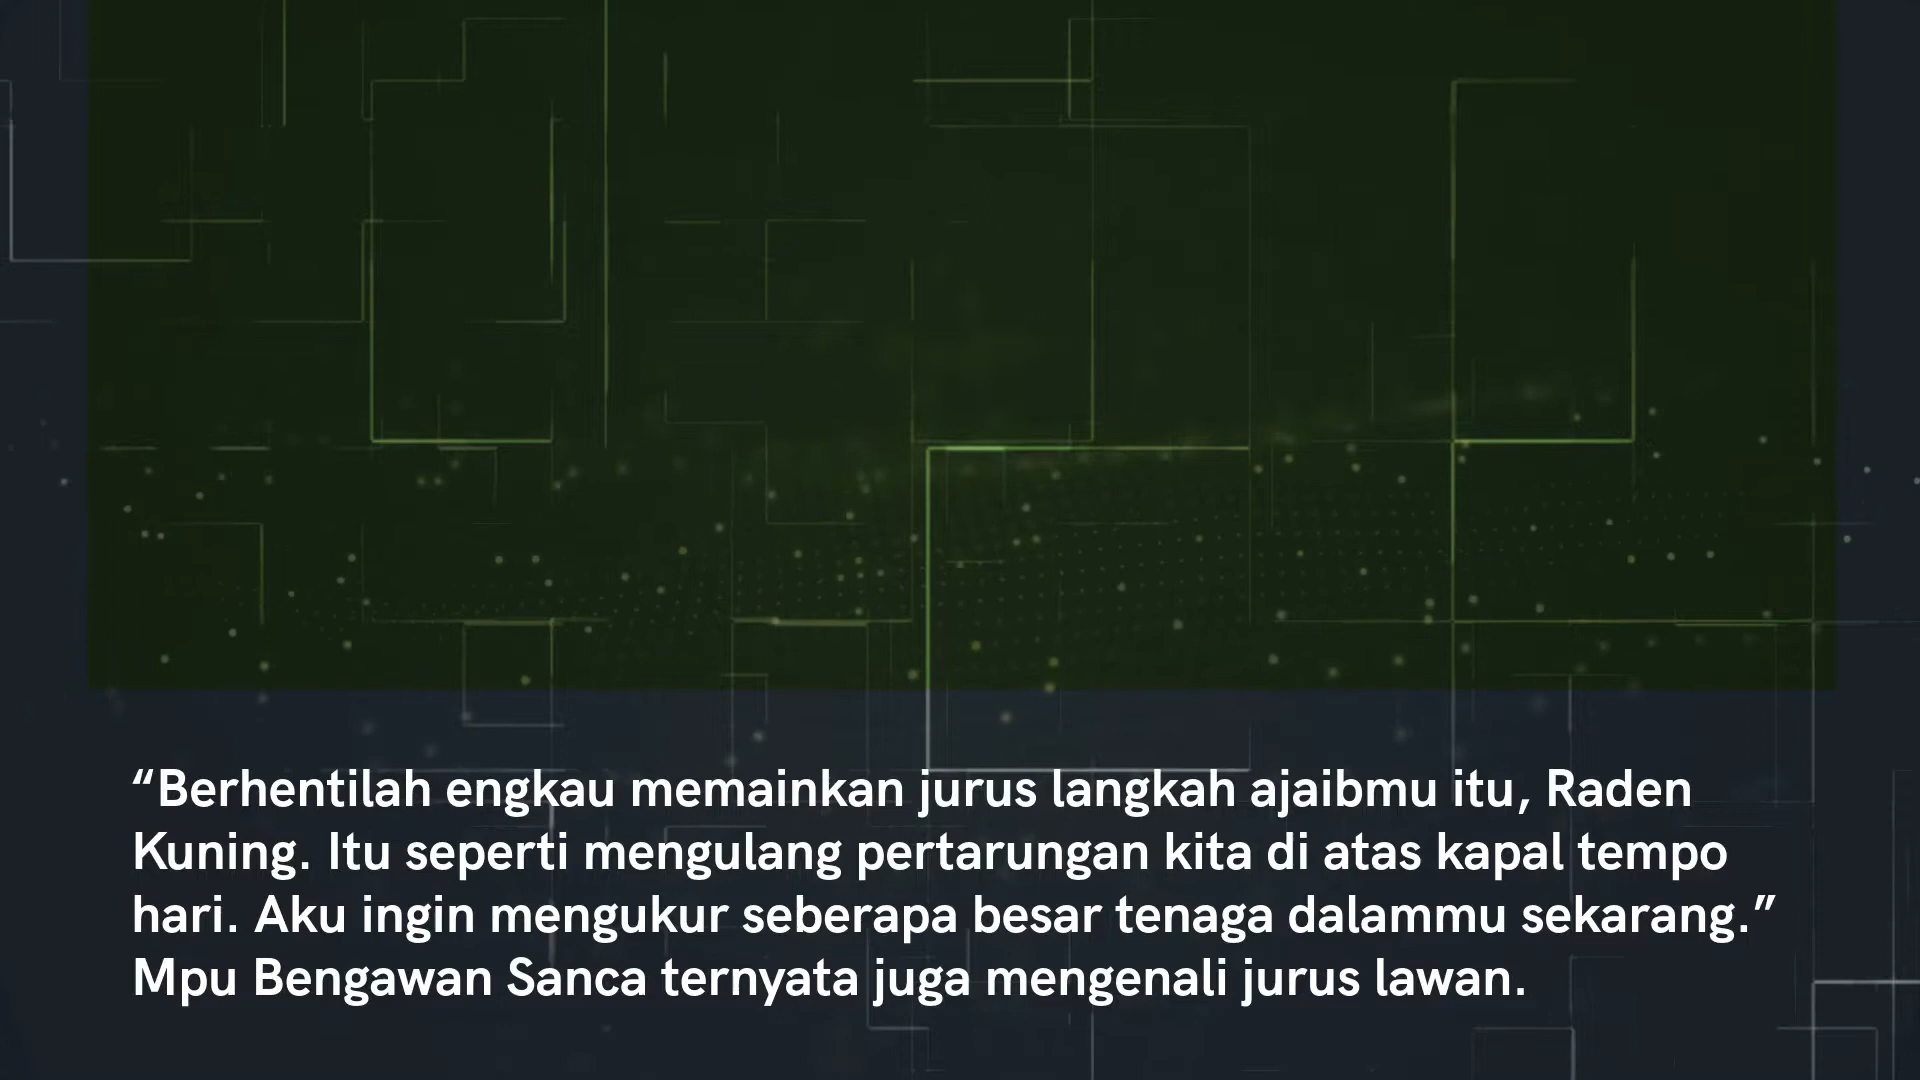 “Berhentilah engkau memainkan jurus langkah ajaibmu itu, Raden
Kuning. Itu seperti mengulang pertarungan kita di atas kapal tempo
hari. Aku ingin mengukur seberapa besar tenaga dalammu sekarang.”
Mpu Bengawan Sanca ternyata juga mengenali jurus lawan.